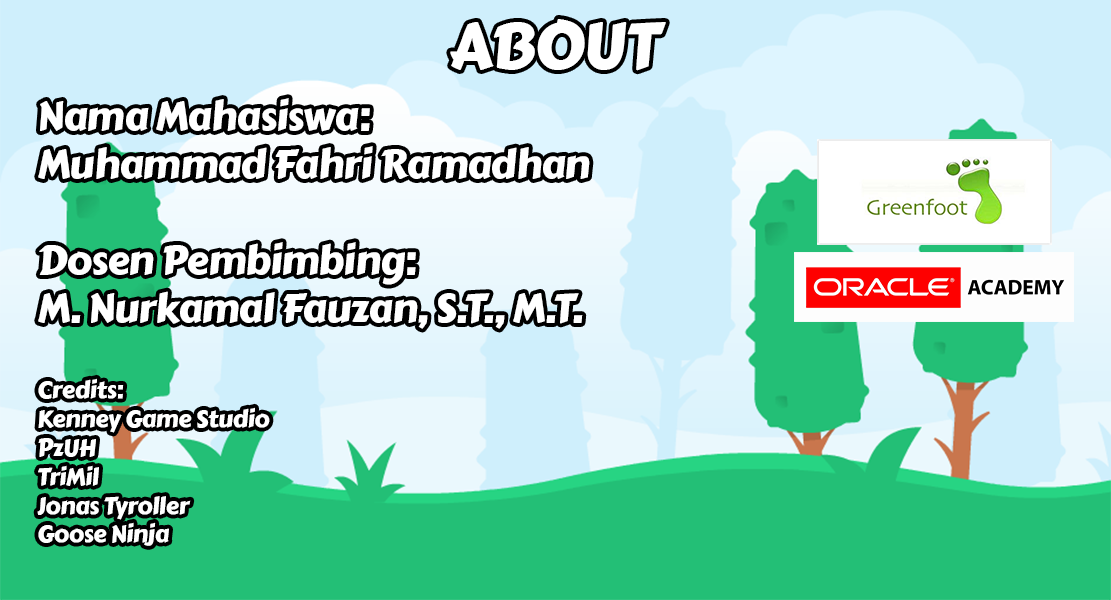 ABOUT
Nama Mahasiswa:
Muhammad Fahri Ramadhan
Dosen Pembimbing:
M. Nurkamal Fauzan, S.T., M.T.
Greenfoot
ORACLE® ACADEMY
Credits:
Kenney Game Studio
PzUH
TriMil
Jonas Tyroller
Goose Ninja